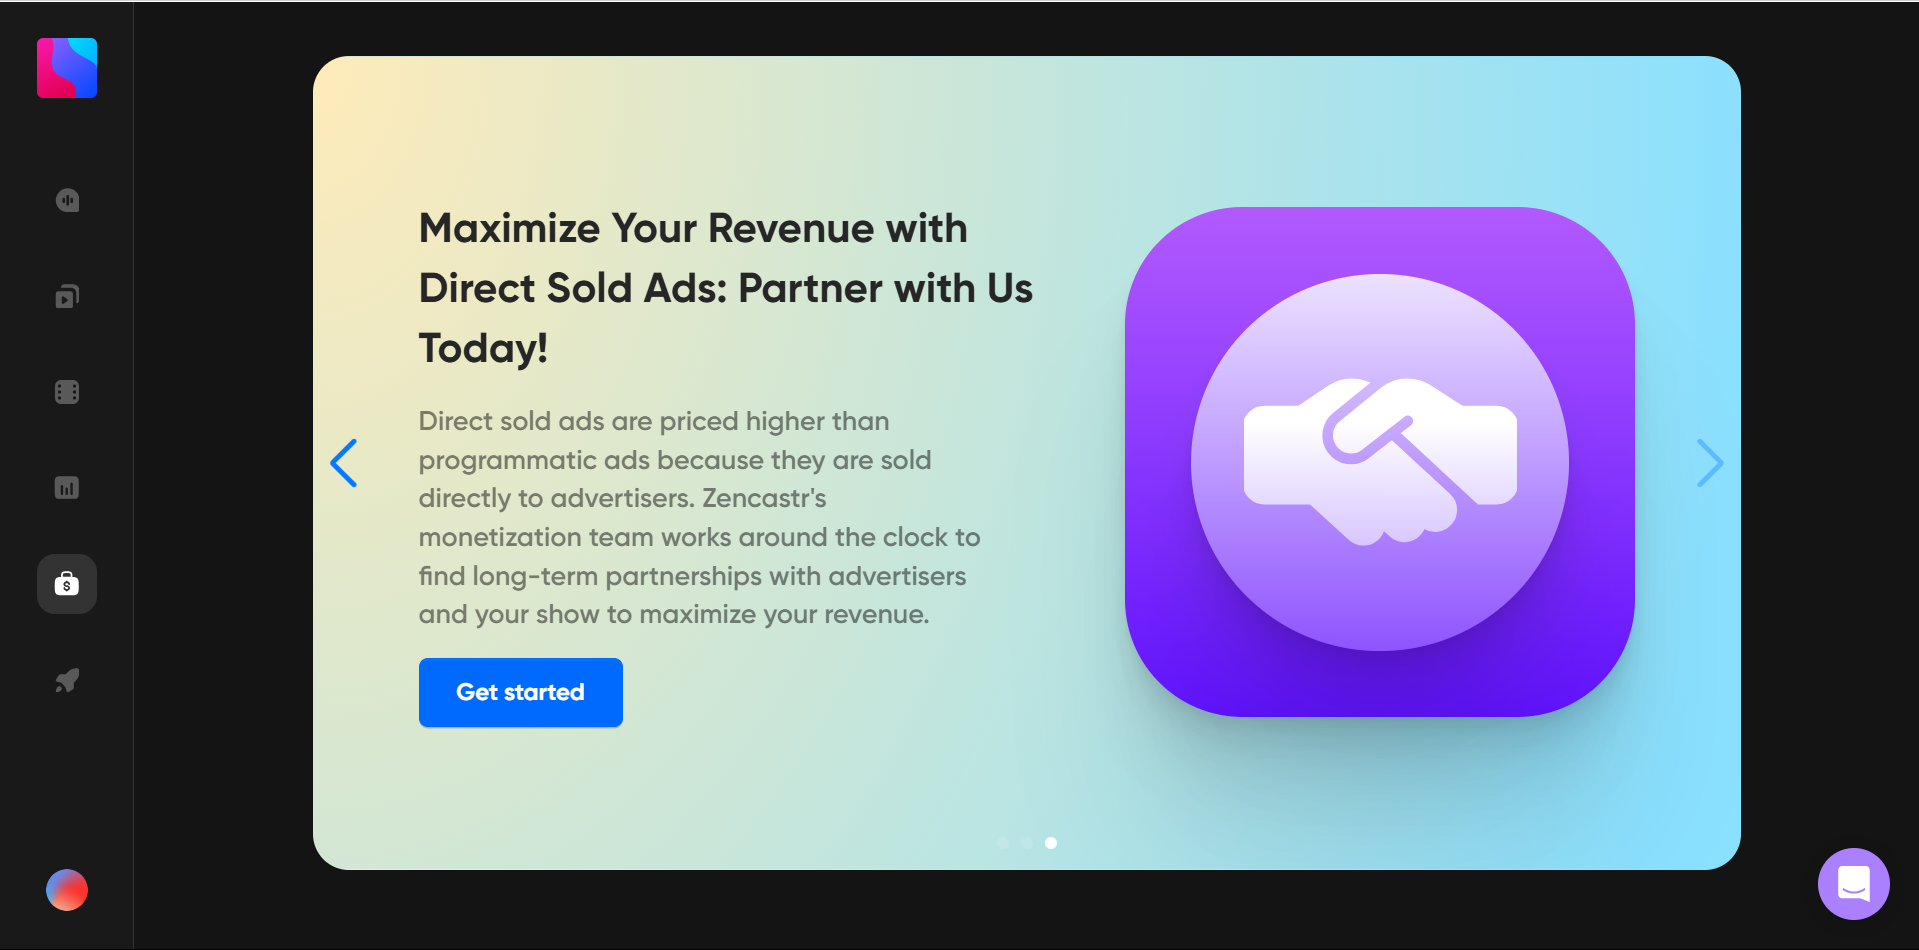 Maximize Your Revenue with
Direct Sold Ads: Partner with Us
Today!
Direct sold ads are priced higher than
programmatic ads because they are sold
directly to advertisers. Zencastr's
monetization team works around the clock to
find long-term partnerships with advertisers
and your show to maximize your revenue.
Get started